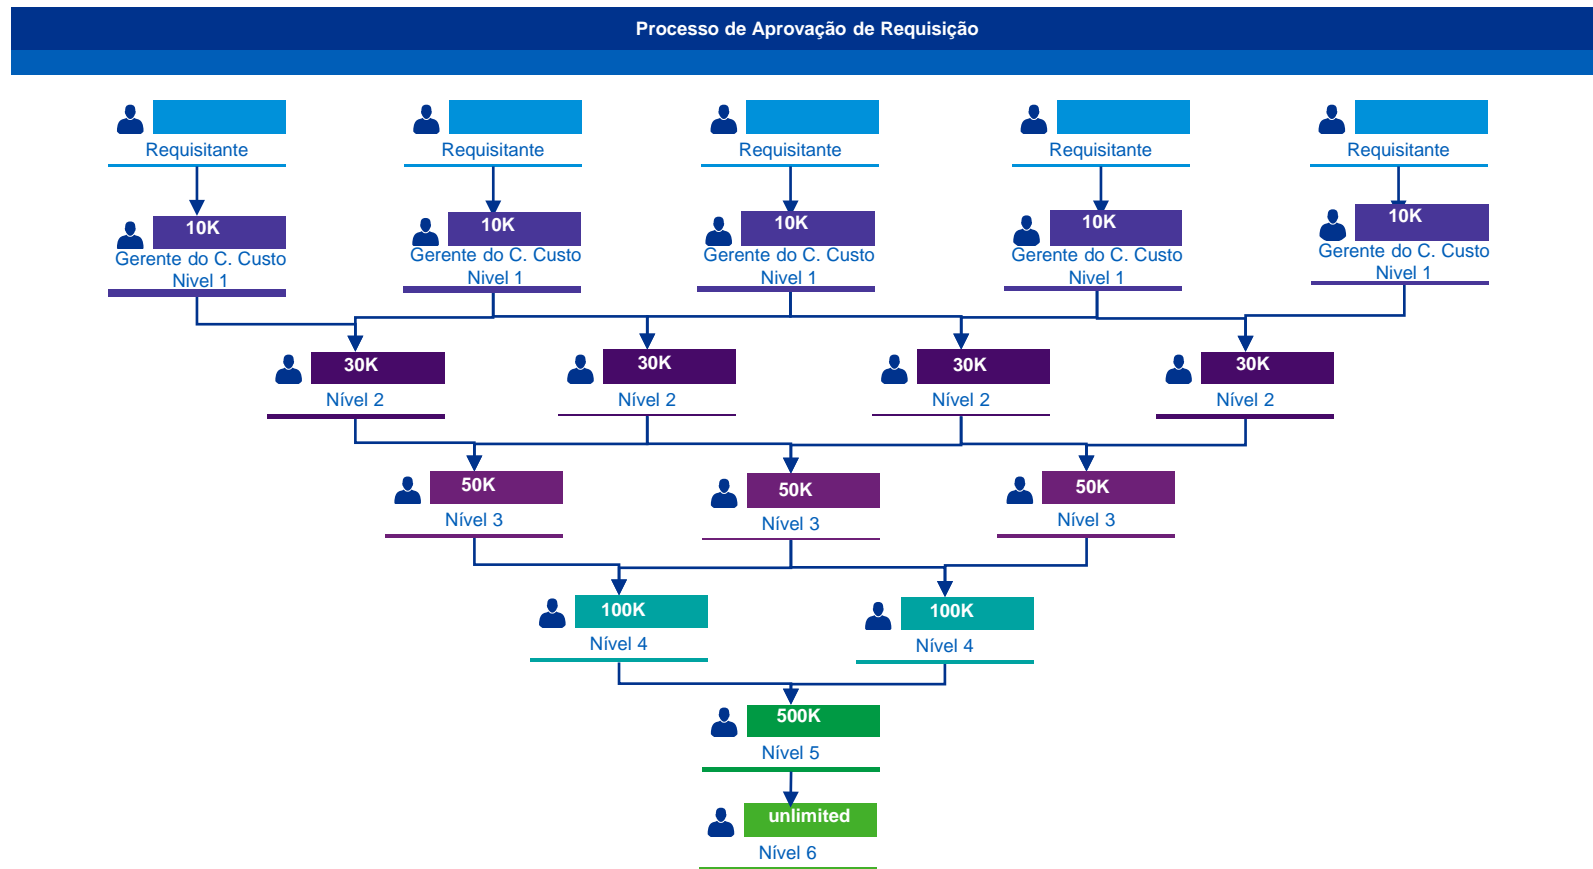 Processo de Aprovação de Requisição
Requisitante
Requisitante
Requisitante
Requisitante
Requisitante
10K
10K
10K
10K
10K
Gerente do C. Custo
Nivel 1
Gerente do C. Custo
Nivel 1
Gerente do C. Custo
Nivel 1
Gerente do C. Custo
Nivel 1
Gerente do C. Custo
Nivel 1
30K
30K
30K
30K
Nível 2
Nível 2
Nível 2
Nível 2
50K
50K
50K
Nível 3
Nível 3
Nível 3
100K
100K
Nível 4
Nível 4
500K
Nível 5
unlimited
Nível 6